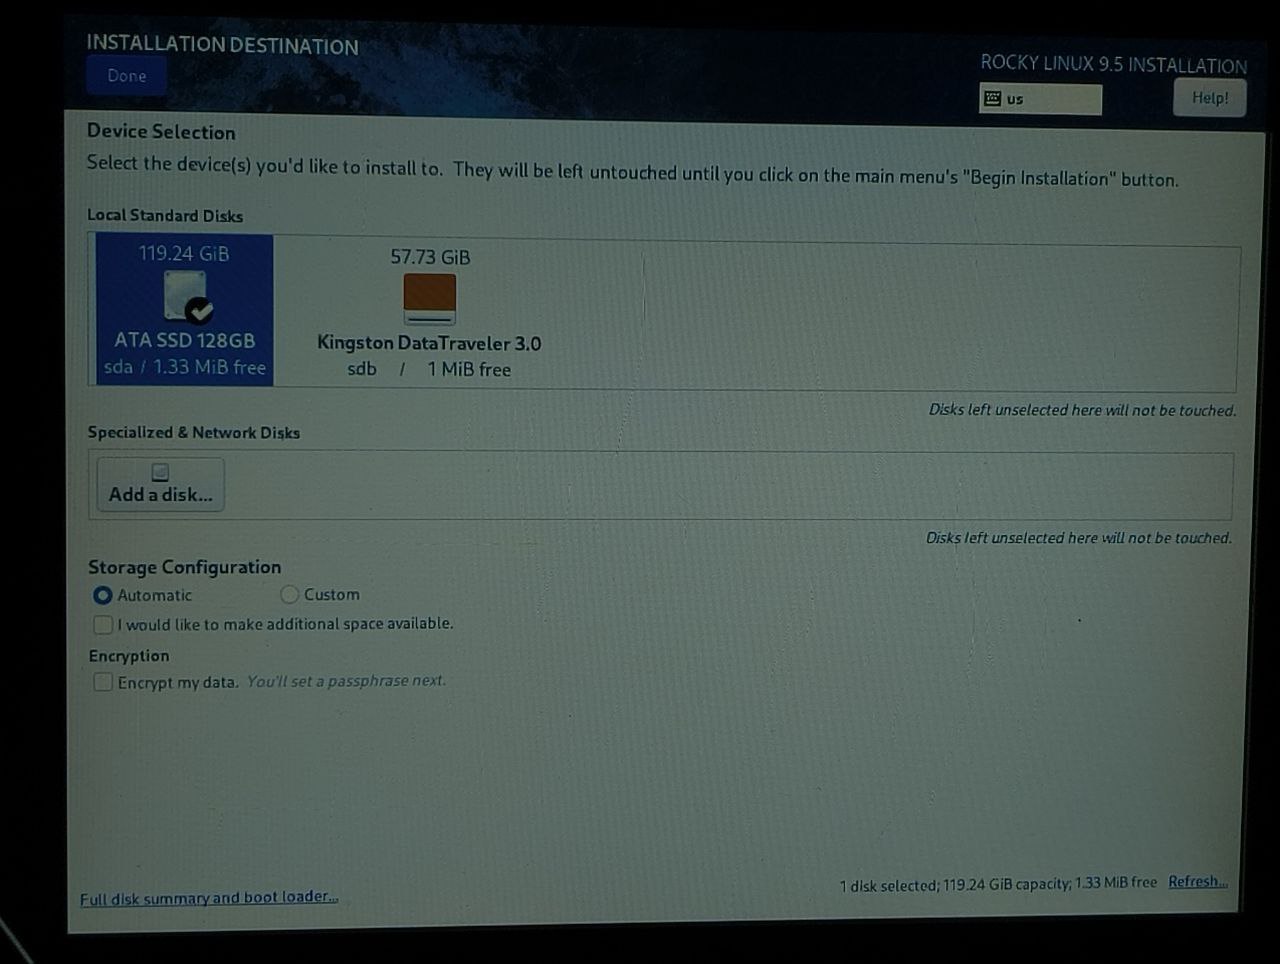 INSTALLATION DESTINATION
Done
ROCKY LINUX 9.5 INSTALLATION
us
Help!
Device Selection
Select the device(s) you'd like to install to. They will be left untouched until you click on the main menu's "Begin Installation" button.
Local Standard Disks
119.24 GiB
ATA SSD 128GB
sda / 1.33 MiB free
57.73 GiB
Kingston DataTraveler 3.0
sdb / 1 MiB free
Disks left unselected here will not be touched.
Specialized & Network Disks
Add a disk...
Disks left unselected here will not be touched.
Storage Configuration
Automatic
Custom
I would like to make additional space available.
Encryption
Encrypt my data. You'll set a passphrase next.
Full disk summary and boot loader...
1 disk selected; 119.24 GiB capacity; 1.33 MiB free Refresh...